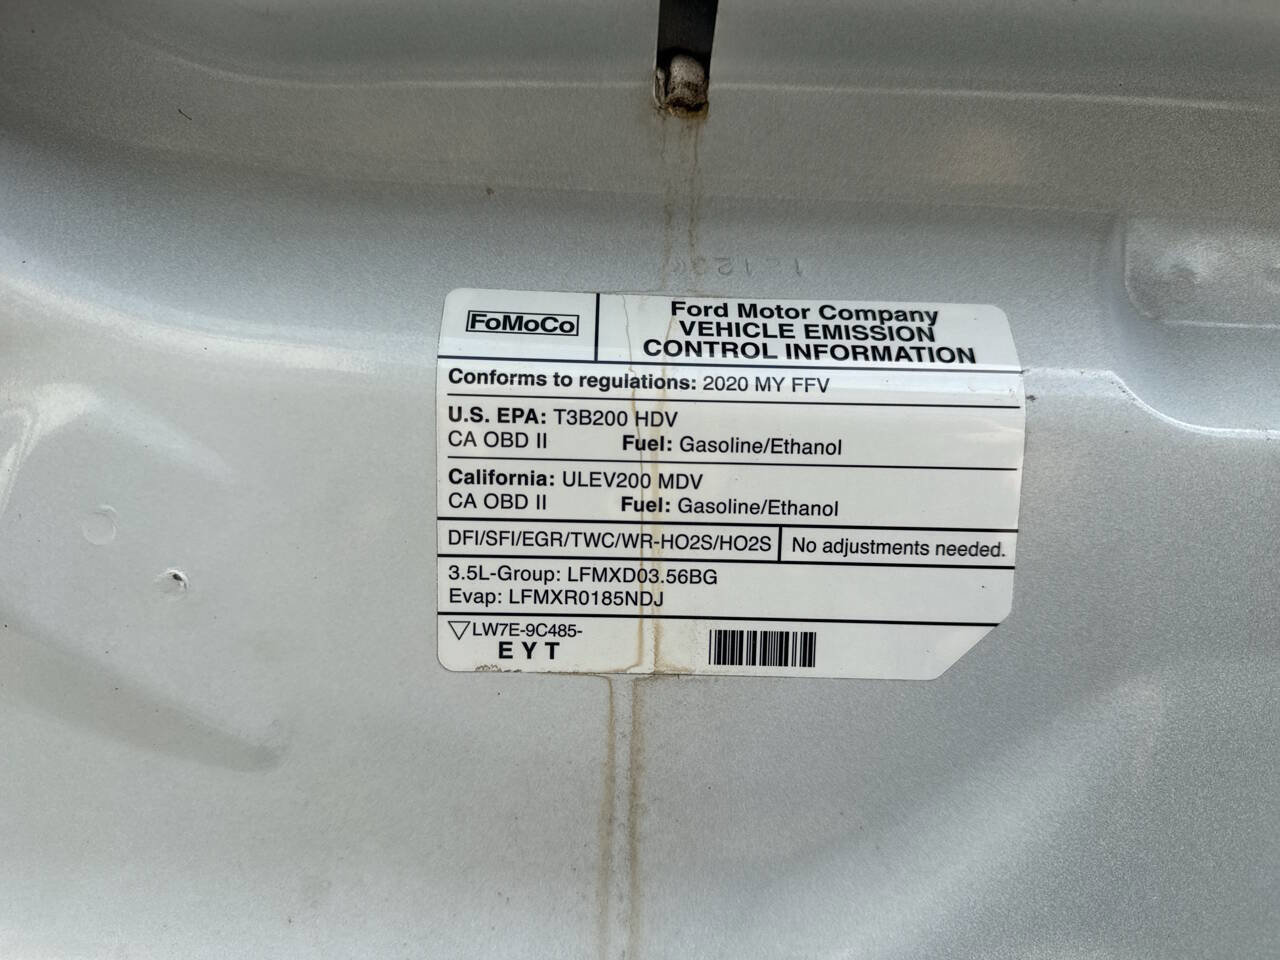 FoMoCo
Ford Motor Company
VEHICLE EMISSION
CONTROL INFORMATION
Conforms to regulations: 2020 MY FFV
U.S. EPA: T3B200 HDV
CA OBD II Fuel: Gasoline/Ethanol
California: ULEV200 MDV
CA OBD II Fuel: Gasoline/Ethanol
DFI/SFI/EGR/TWC/WR-HO2S/HO2S No adjustments needed.
3.5L-Group: LFMXD03.56BG
Evap: LFMXR0185NDJ
LW7E-9C485-
EYT